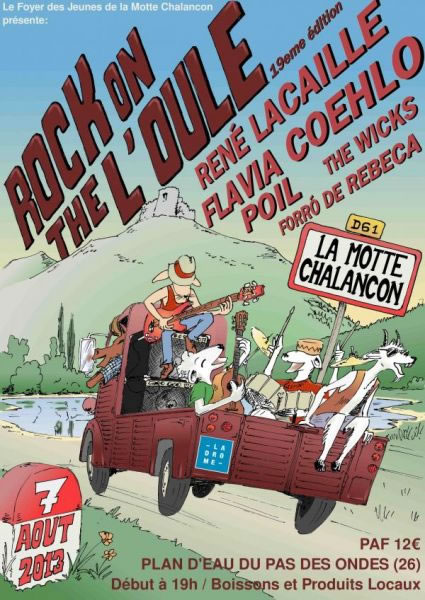 Le Foyer des Jeunes de la Motte Chalancon
présente:
ROCK ON
THE L'OULE
19eme édition
RENÉ LACAILLE
FLAVIA COEHLO
POIL
THE WICKS
FORRÓ DE REBECA
D61
LA MOTTE
CHALANCON
LA
DRO
ME
7
AOUT
2013
PAF 12€
PLAN D'EAU DU PAS DES ONDES (26)
Début à 19h / Boissons et Produits Locaux